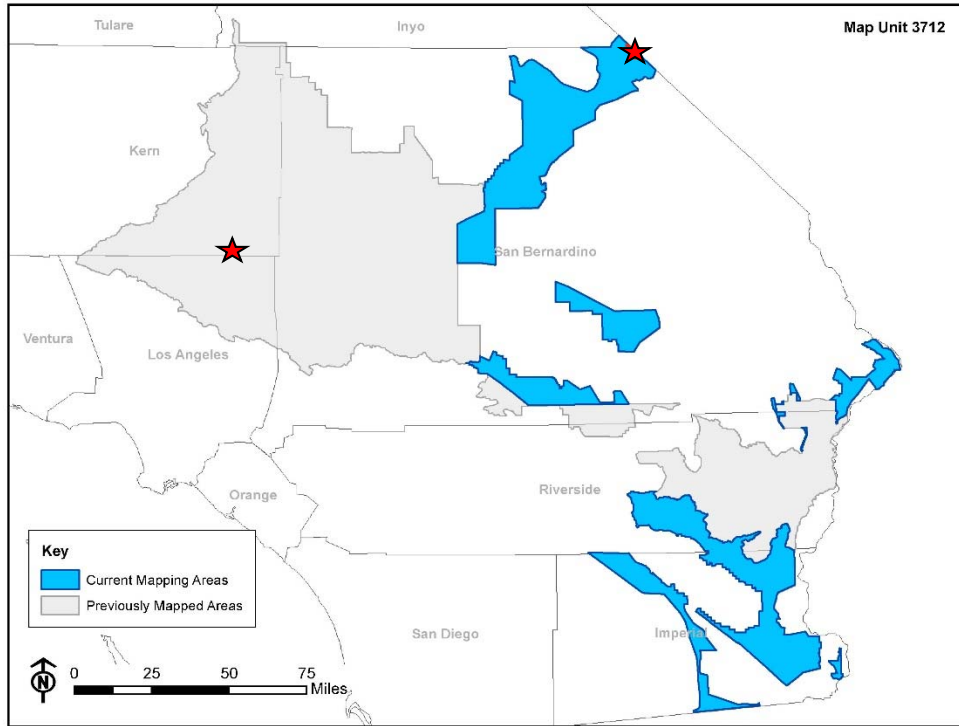 Tulare
Inyo
Map Unit 3712
Kern
San Bernardino
Ventura
Los Angeles
Orange
Riverside
Key
Current Mapping Areas
Previously Mapped Areas
San Diego
Imperial
N
0 25 50 75
Miles